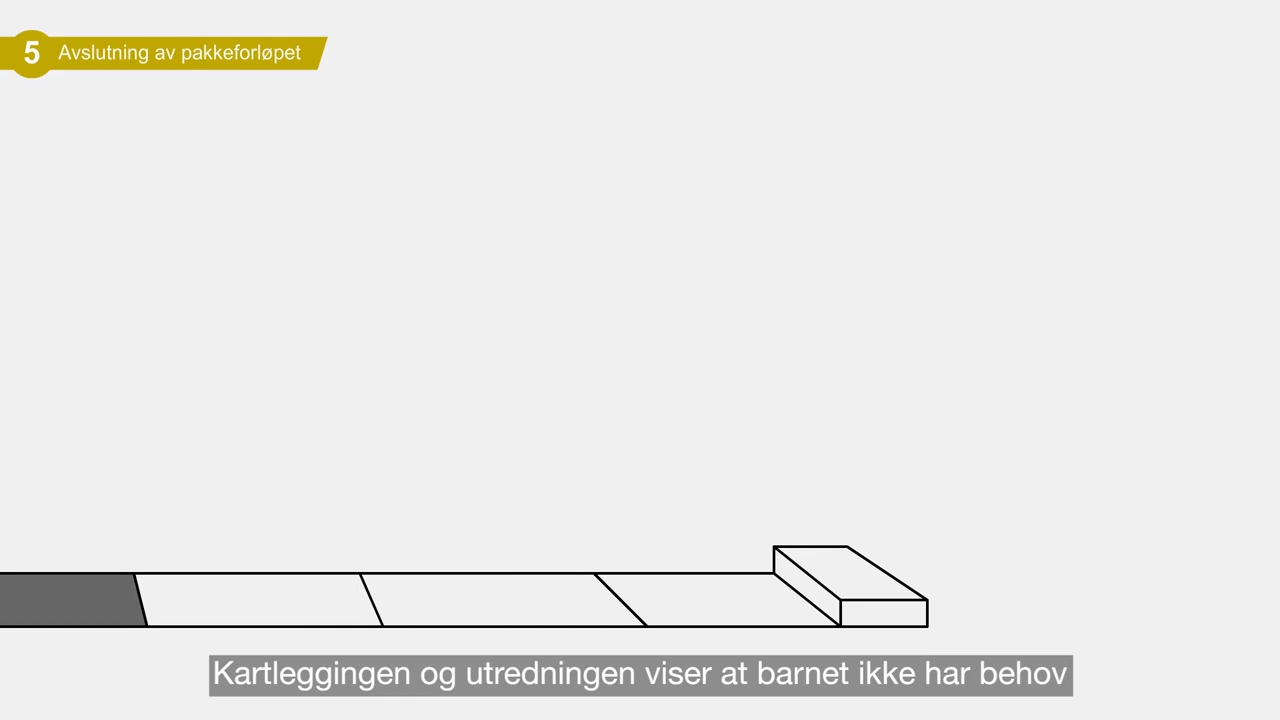 5 Avslutning av pakkeforløpet
Kartleggingen og utredningen viser at barnet ikke har behov